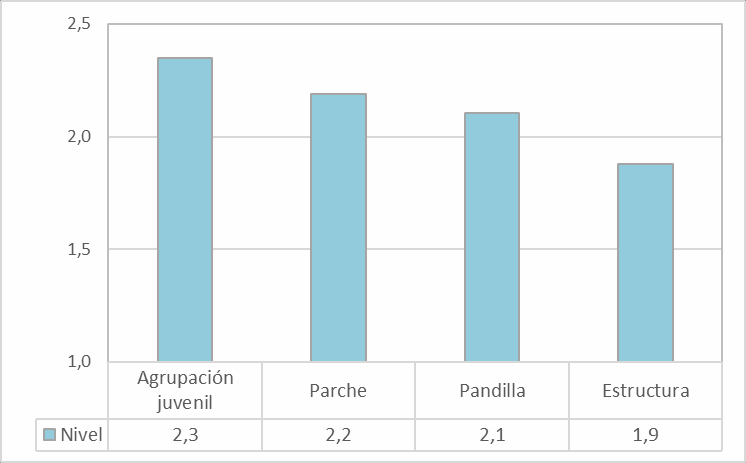 2,5
2,0
1,5
1,0
Agrupación
juvenil
Parche
Pandilla
Estructura
Nivel 2,3 2,2 2,1 1,9